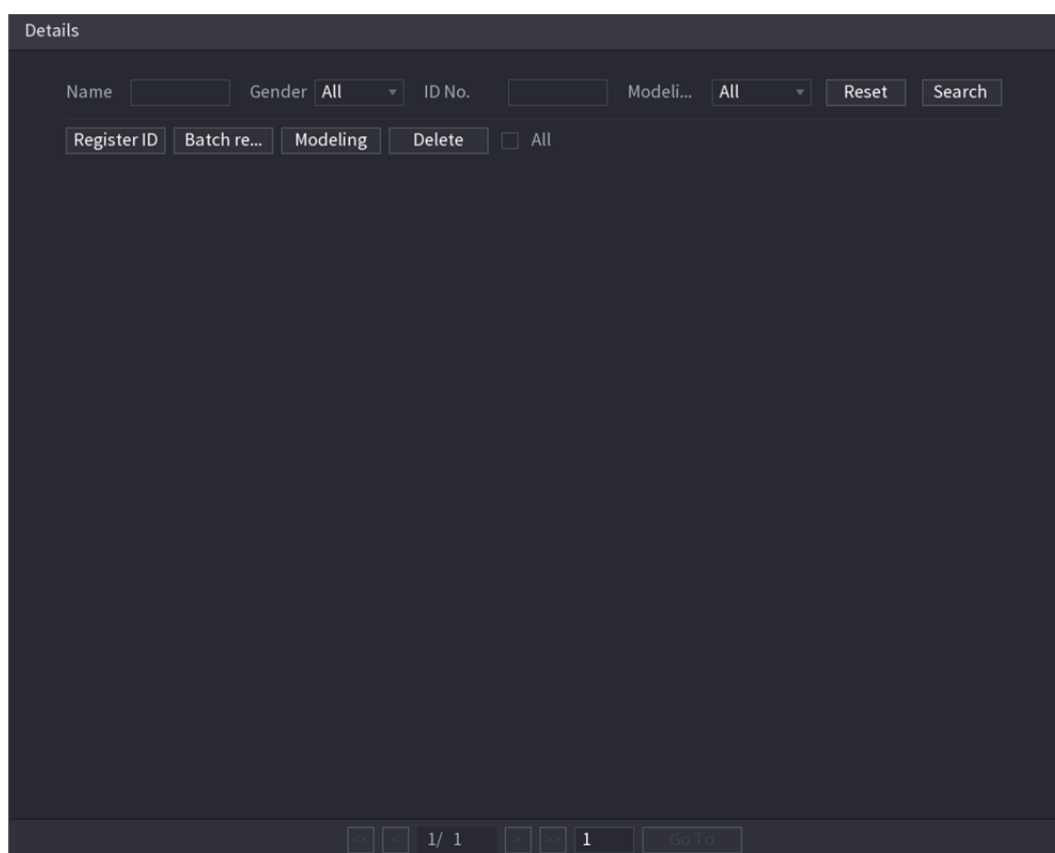 Details
Name Gender All ID No. Modeli... All Reset Search
Register ID Batch re... Modeling Delete All
<< < 1/ 1 > >> 1 Go To